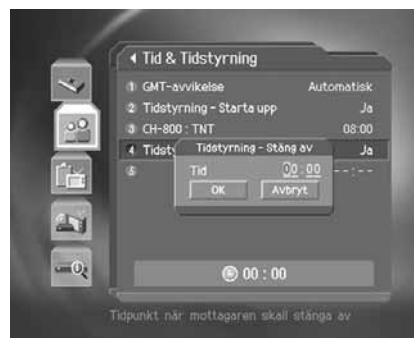 Tid & Tidstyrning
1 GMT-avvikelse Automatisk
2 Tidstyrning - Starta upp Ja
3 CH-800 : TNT 08:00
4 Tidst Ja
Tidstyrning - Stäng av
5 --:--
Tid 00:00
OK Avbryt
00 : 00
Tidpunkt när mottagaren skall stänga av